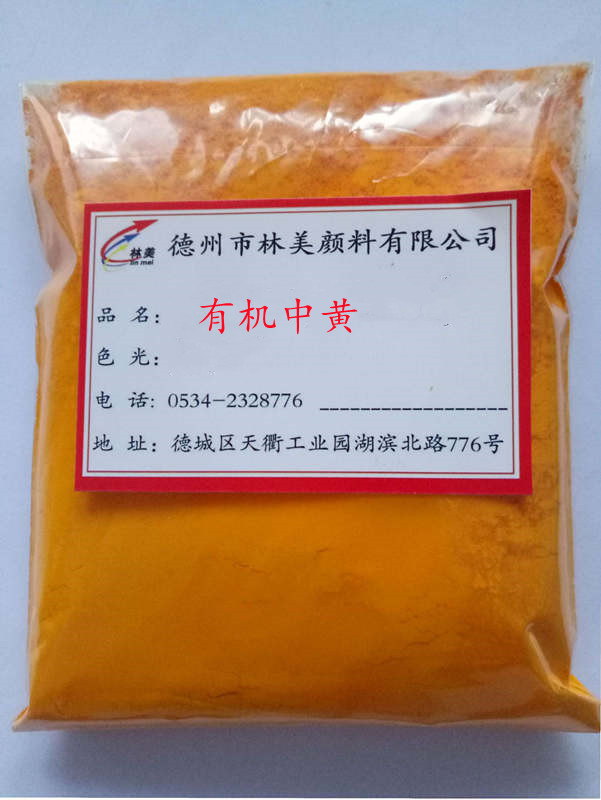 林美
lin mei
德州市林美颜料有限公司
品 名： 有机中黄
色 光：
电 话: 0534-2328776
地 址：德城区天衢工业园湖滨北路776号